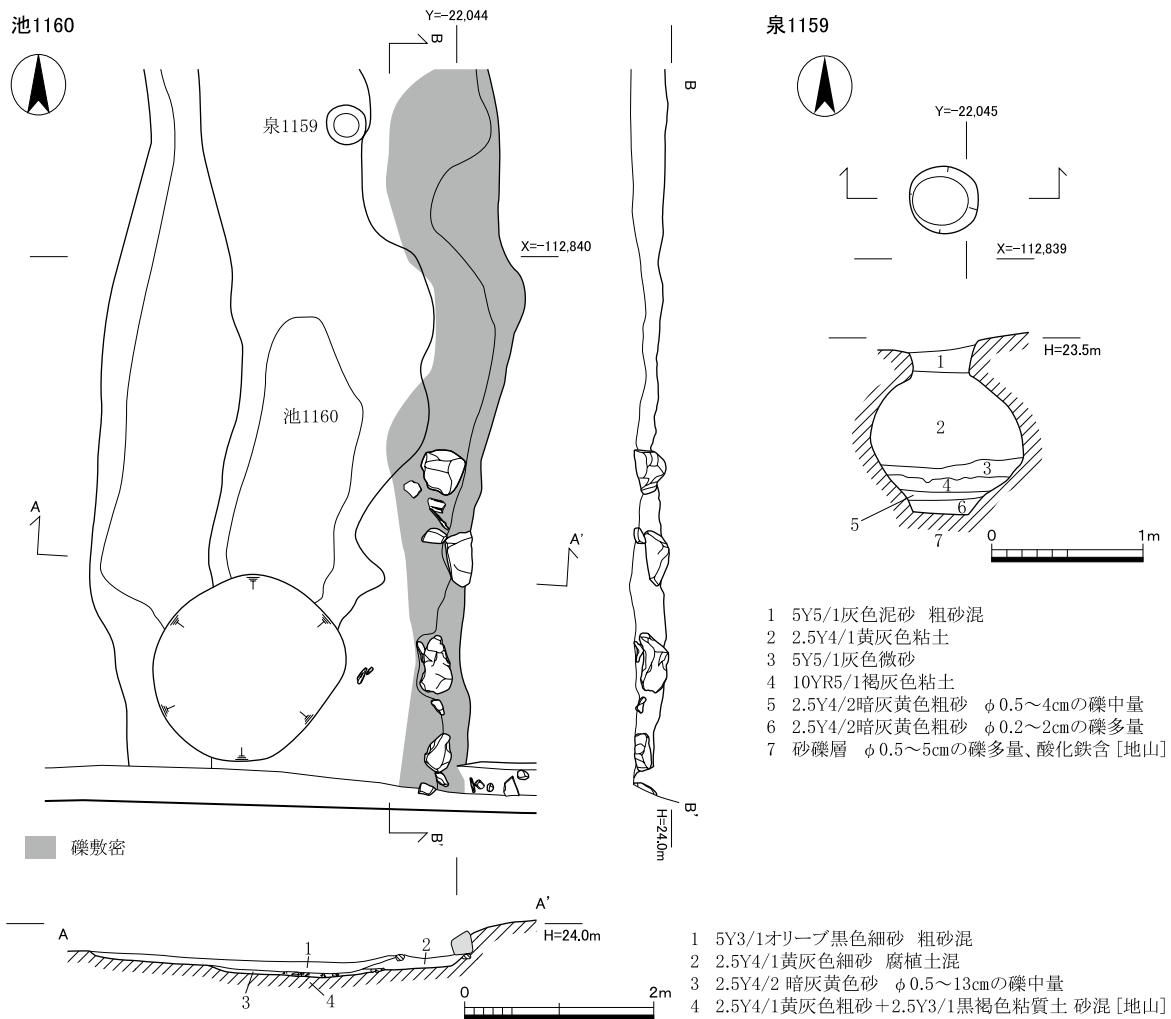 池1160
Y=-22,044
B
B
泉1159
X=-112,840
池1160
A
A'
B'
B'
H=24.0m
礫敷密
A
A'
H=24.0m
1
2
3
4
0
2m
1 5Y3/1オリーブ黒色細砂 粗砂混
2 2.5Y4/1黄灰色細砂 腐植土混
3 2.5Y4/2 暗灰黄色砂 φ0.5～13㎝の礫中量
4 2.5Y4/1黄灰色粗砂＋2.5Y3/1黒褐色粘質土 砂混 [地山]
泉1159
Y=-22,045
X=-112,839
H=23.5m
1
2
3
4
5
6
7
0
1m
1 5Y5/1灰色泥砂 粗砂混
2 2.5Y4/1黄灰色粘土
3 5Y5/1灰色微砂
4 10YR5/1褐灰色粘土
5 2.5Y4/2暗灰黄色粗砂 φ0.5～4㎝の礫中量
6 2.5Y4/2暗灰黄色粗砂 φ0.2～2㎝の礫多量
7 砂礫層 φ0.5～5㎝の礫多量、酸化鉄含 [地山]